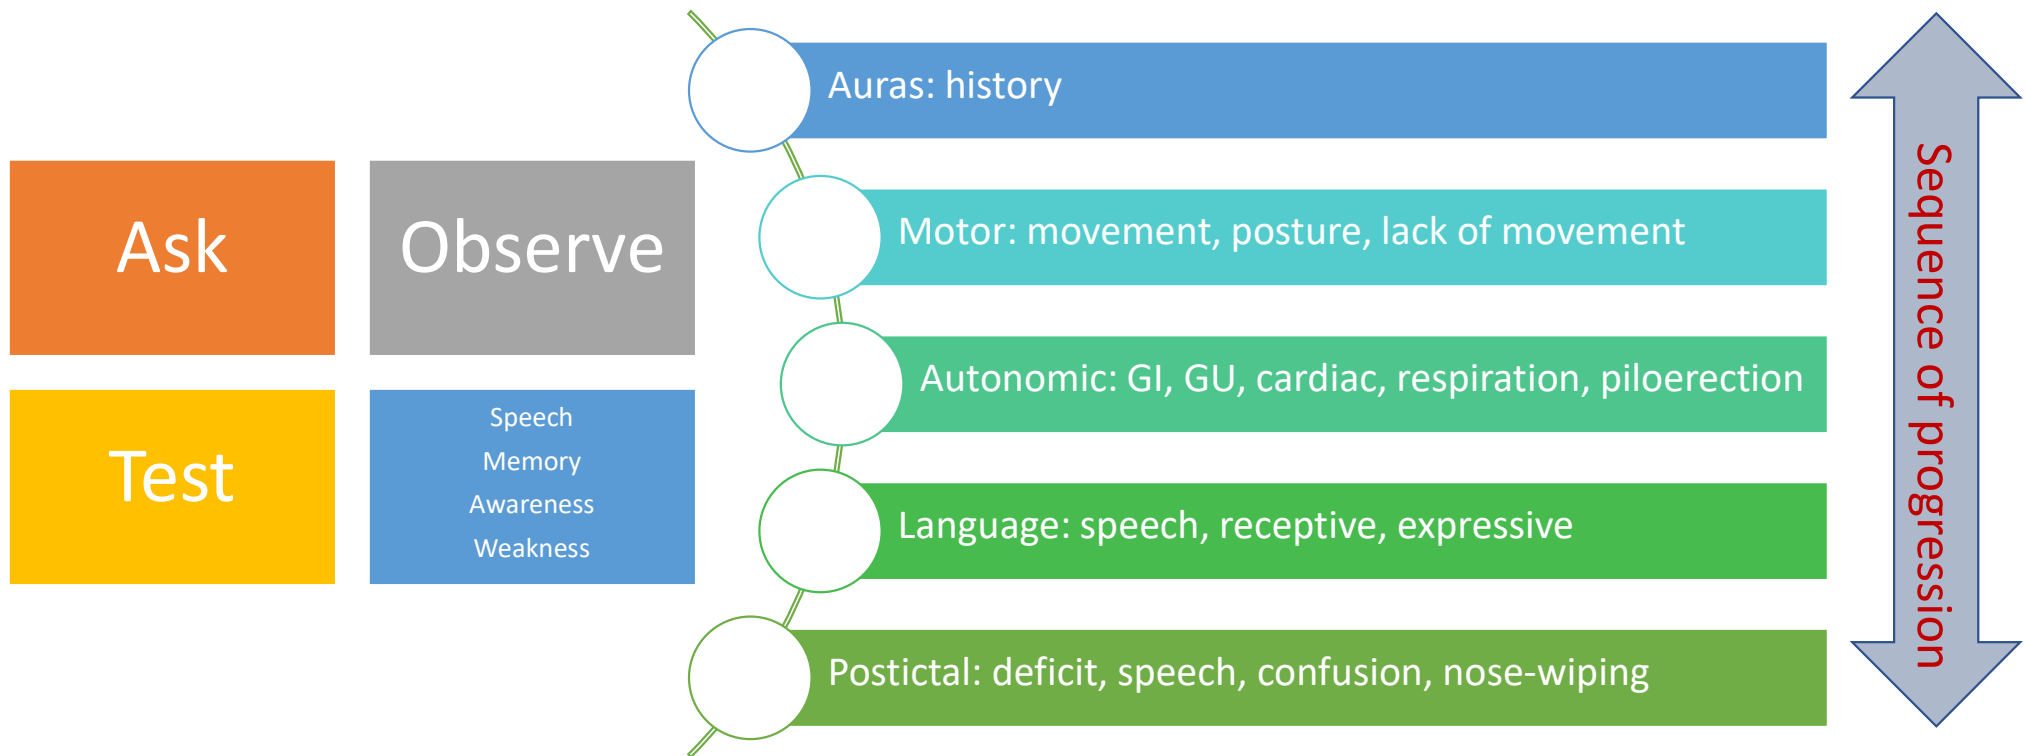 Ask
Observe
Test
Speech
Memory
Awareness
Weakness
Auras: history
Motor: movement, posture, lack of movement
Autonomic: GI, GU, cardiac, respiration, piloerection
Language: speech, receptive, expressive
Postictal: deficit, speech, confusion, nose-wiping
Sequence of progression